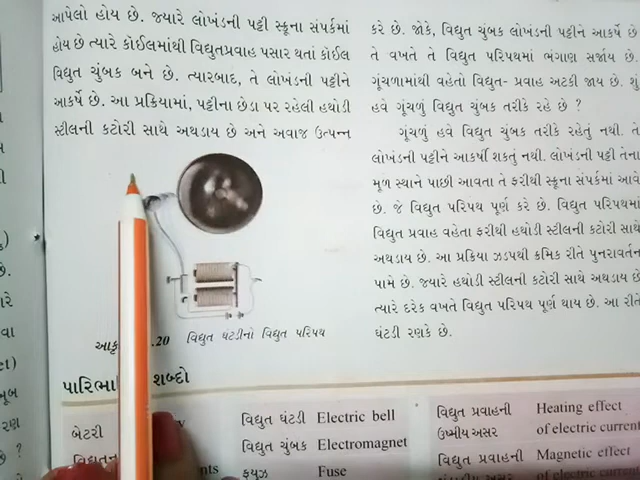 આપેલો હોય છે. જ્યારે લોખંડની પટ્ટી સ્ક્રૂના સંપર્કમાં
હોય છે ત્યારે કૉઇલમાંથી વિદ્યુતપ્રવાહ પસાર થતાં કૉઇલ
વિદ્યુત ચુંબક બને છે. ત્યારબાદ, તે લોખંડની પટ્ટીને
આકર્ષે છે. આ પ્રક્રિયામાં, પટ્ટીના છેડા પર રહેલી હથોડી
સ્ટીલની કટોરી સાથે અથડાય છે અને અવાજ ઉત્પન્ન
કરે છે. જોકે, વિદ્યુત ચુંબક લોખંડની પટ્ટીને આકર્ષે છે
તે વખતે તે વિદ્યુત પરિપથમાં ભંગાણ સર્જાય છે.
ગૂંચળામાંથી વહેતો વિદ્યુત- પ્રવાહ અટકી જાય છે. શું
હવે ગૂંચળું વિદ્યુત ચુંબક તરીકે રહે છે ?
ગૂંચળું હવે વિદ્યુત ચુંબક તરીકે રહેતું નથી. તે
લોખંડની પટ્ટીને આકર્ષી શકતું નથી. લોખંડની પટ્ટી તેના
મૂળ સ્થાને પાછી આવતા તે ફરીથી સ્ક્રૂના સંપર્કમાં આવે
છે. જે વિદ્યુત પરિપથ પૂર્ણ કરે છે. વિદ્યુત પરિપથમાં
વિદ્યુત પ્રવાહ વહેતા ફરીથી હથોડી સ્ટીલની કટોરી સાથે
અથડાય છે. આ પ્રક્રિયા ઝડપથી ક્રમિક રીતે પુનરાવર્તન
પામે છે. જ્યારે હથોડી સ્ટીલની કટોરી સાથે અથડાય છે
ત્યારે દરેક વખતે વિદ્યુત પરિપથ પૂર્ણ થાય છે. આ રીતે
ઘંટડી રણકે છે.
.20 વિદ્યુત ઘંટડીનો વિદ્યુત પરિપથ
શબ્દો
બેટરી
વિદ્યુત ઘંટડી Electric bell
વિદ્યુત ચુંબક Electromagnet
ફયુઝ Fuse
વિદ્યુત પ્રવાહની Heating effect
ઉષ્મીય અસર of electric current
વિદ્યુત પ્રવાહની Magnetic effect
of electric current